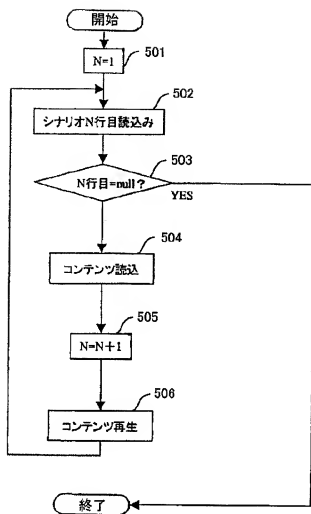 開始
N=1
501
シナリオN行目読込み
502
N行目=null?
503
YES
コンテンツ読込
504
N=N+1
505
コンテンツ再生
506
終了